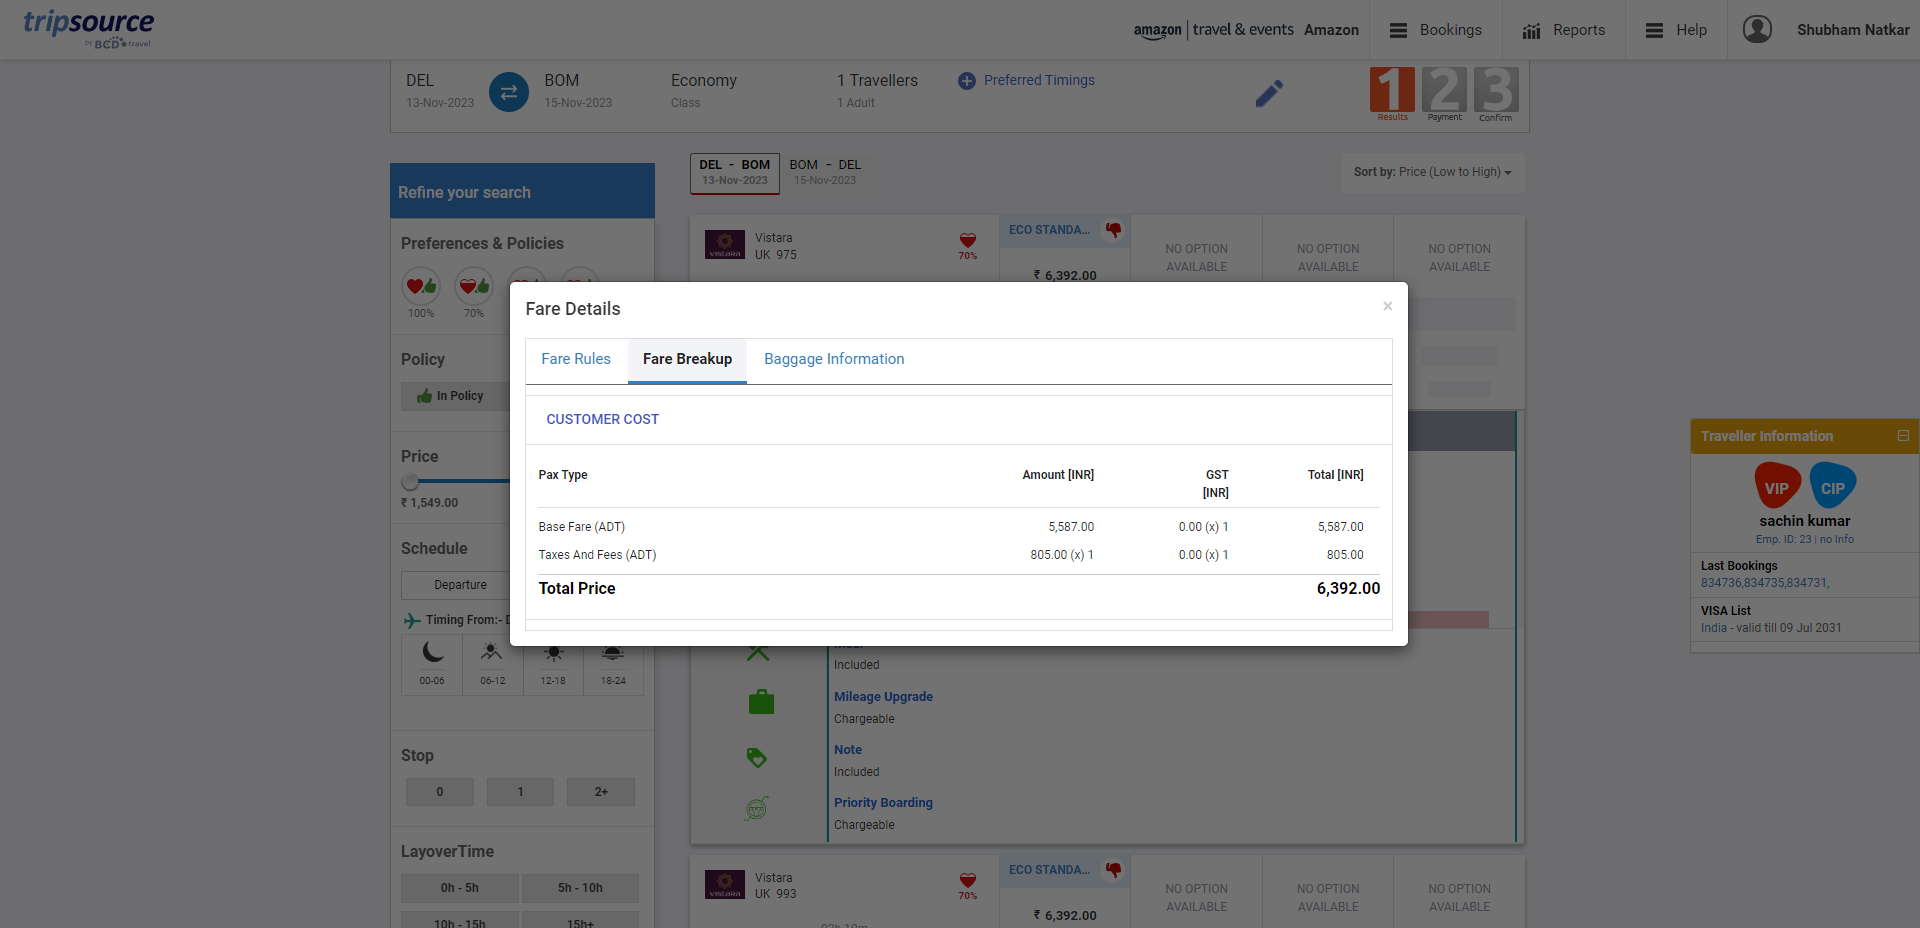 tripsource
by BCD travel
amazon | travel & events Amazon
Bookings
Reports
Help
Shubham Natkar
DEL
13-Nov-2023
BOM
15-Nov-2023
Economy
Class
1 Travellers
1 Adult
Preferred Timings
1 2 3
Results Payment Confirm
DEL - BOM
13-Nov-2023
BOM - DEL
15-Nov-2023
Sort by: Price (Low to High)
Refine your search
Preferences & Policies
100% 70%
Policy
In Policy
Price
₹ 1,549.00
Schedule
Departure
Timing From:-
00-06 06-12 12-18 18-24
Stop
0 1 2+
LayoverTime
0h - 5h 5h - 10h
10h - 15h 15h+
VISTARA
Vistara
UK 975
70%
ECO STANDA...
₹ 6,392.00
NO OPTION
AVAILABLE
NO OPTION
AVAILABLE
NO OPTION
AVAILABLE
Fare Details
×
Fare Rules Fare Breakup Baggage Information
CUSTOMER COST
Pax Type Amount [INR] GST [INR] Total [INR]
Base Fare (ADT) 5,587.00 0.00 (x) 1 5,587.00
Taxes And Fees (ADT) 805.00 (x) 1 0.00 (x) 1 805.00
Total Price 6,392.00
Included
Mileage Upgrade
Chargeable
Note
Included
Priority Boarding
Chargeable
VISTARA
Vistara
UK 993
70%
ECO STANDA...
₹ 6,392.00
NO OPTION
AVAILABLE
NO OPTION
AVAILABLE
NO OPTION
AVAILABLE
Traveller Information
VIP CIP
sachin kumar
Emp. ID: 23 | no Info
Last Bookings
834736,834735,834731,
VISA List
India - valid till 09 Jul 2031